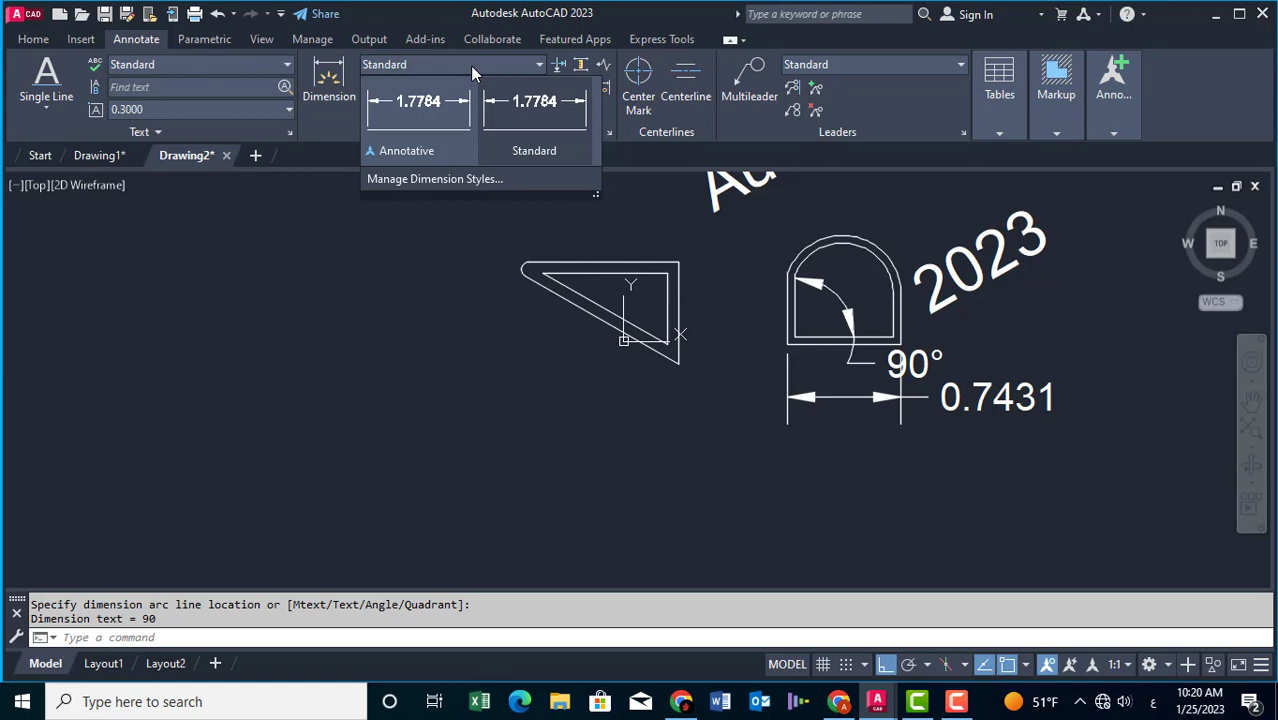 CAD
Share
Autodesk AutoCAD 2023
Type a keyword or phrase
Sign In
Home
Insert
Annotate
Parametric
View
Manage
Output
Add-ins
Collaborate
Featured Apps
Express Tools
Single Line
ABC
Standard
Find text
0.3000
Text
Dimension
Standard
1.7784
1.7784
Annotative
Standard
Manage Dimension Styles...
Center Mark
Centerline
Centerlines
Multileader
Standard
Leaders
Tables
Markup
Anno...
Start
Drawing1*
Drawing2*
[−][Top][2D Wireframe]
2023
90°
0.7431
Y
X
N
W
TOP
E
S
WCS
Specify dimension arc line location or [Mtext/Text/Angle/Quadrant]:
Dimension text = 90
Type a command
Model
Layout1
Layout2
MODEL
1:1
Type here to search
51°F
ع
10:20 AM
1/25/2023
2